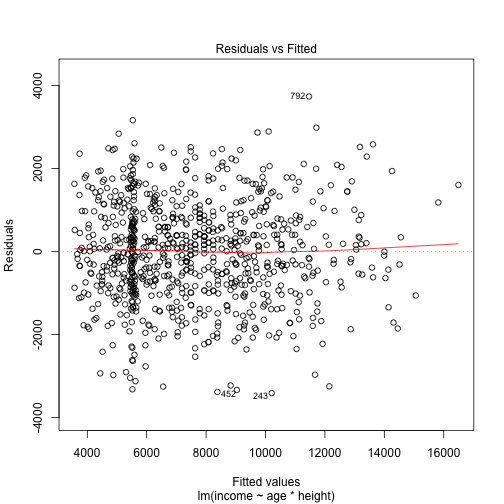 Residuals vs Fitted
4000
2000
0
-2000
-4000
Residuals
792
452
243
4000 6000 8000 10000 12000 14000 16000
Fitted values
lm(income ~ age * height)